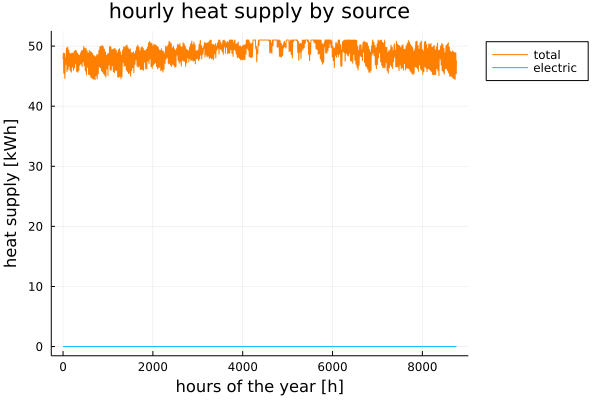 hourly heat supply by source
50
40
30
20
10
0
heat supply [kWh]
0 2000 4000 6000 8000
hours of the year [h]
total
electric